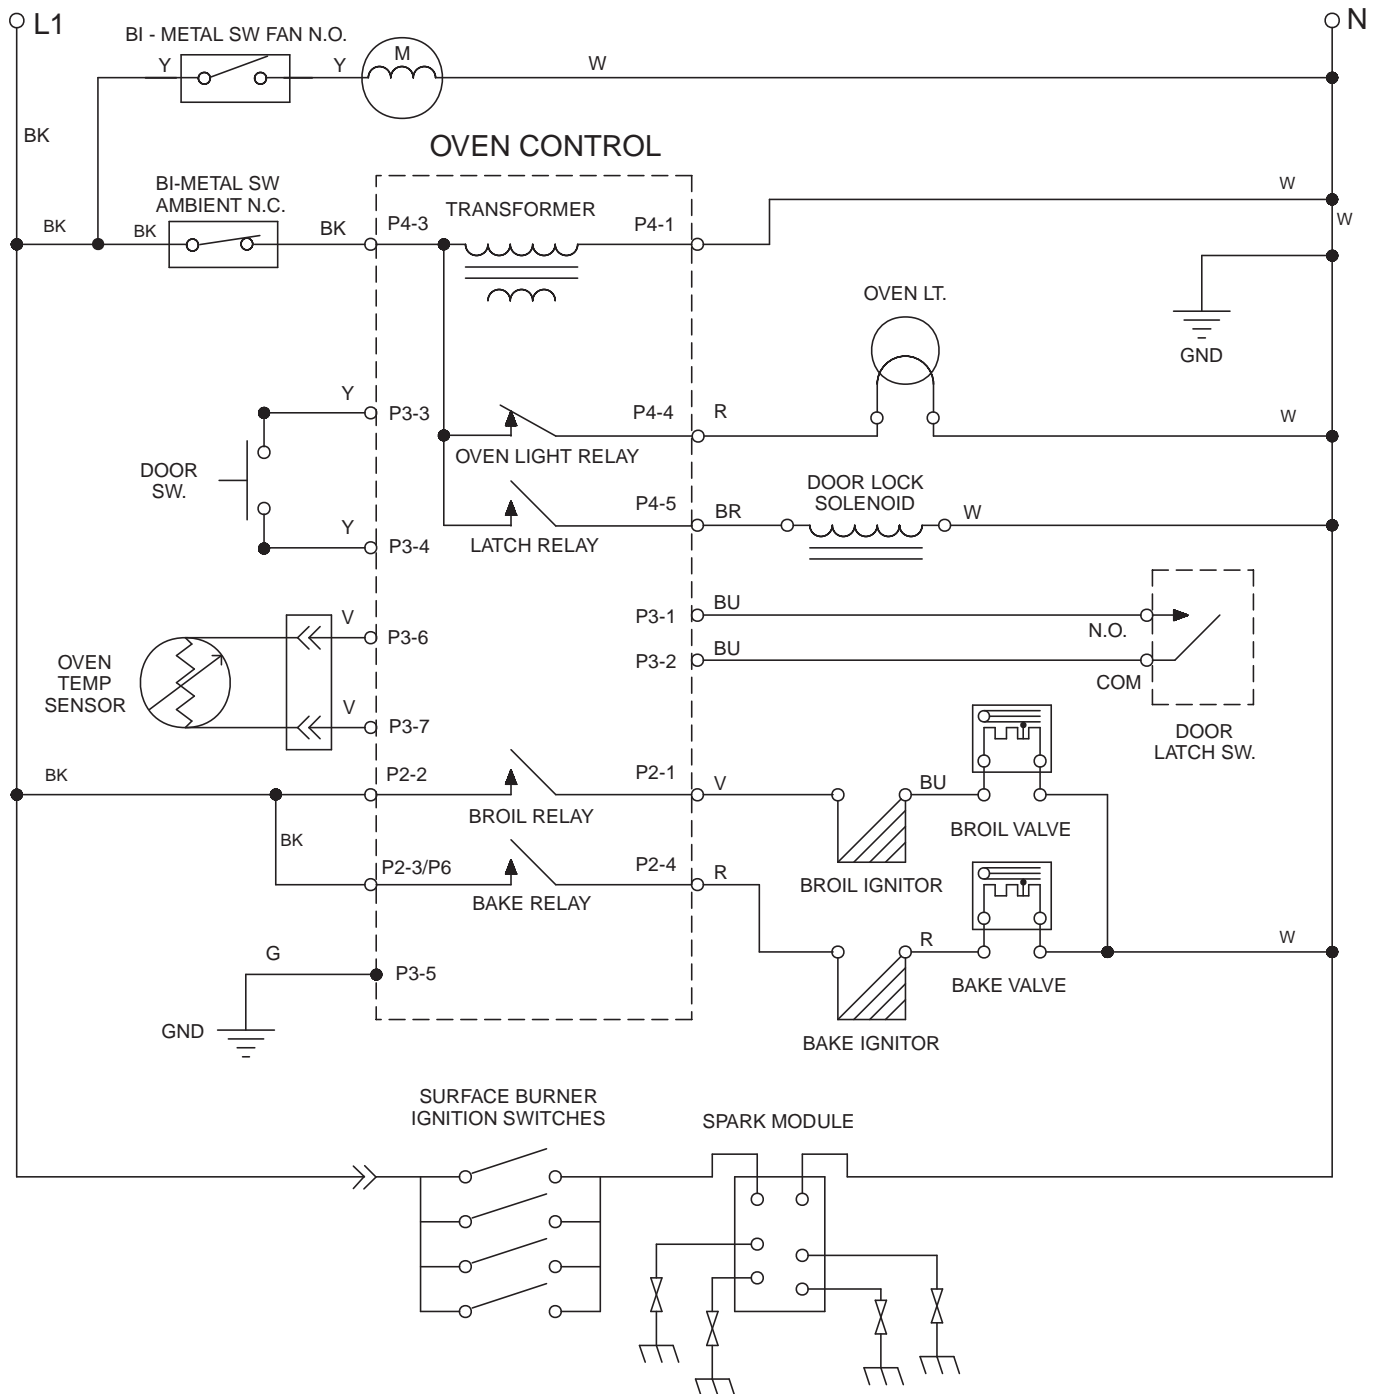 L1
N
BI - METAL SW FAN N.O.
Y
Y
M
W
BK
OVEN CONTROL
BI-METAL SW
AMBIENT N.C.
BK
BK
BK
P4-3
TRANSFORMER
P4-1
W
W
OVEN LT.
GND
Y
P3-3
P4-4
R
W
OVEN LIGHT RELAY
DOOR
SW.
DOOR LOCK
SOLENOID
P4-5
BR
W
Y
P3-4
LATCH RELAY
P3-1
BU
N.O.
V
P3-6
P3-2
BU
COM
OVEN
TEMP
SENSOR
V
P3-7
DOOR
LATCH SW.
BK
P2-2
P2-1
V
BU
BROIL RELAY
BROIL VALVE
BK
P2-3/P6
P2-4
R
BROIL IGNITOR
BAKE RELAY
G
P3-5
R
W
BAKE VALVE
GND
BAKE IGNITOR
SURFACE BURNER
IGNITION SWITCHES
SPARK MODULE